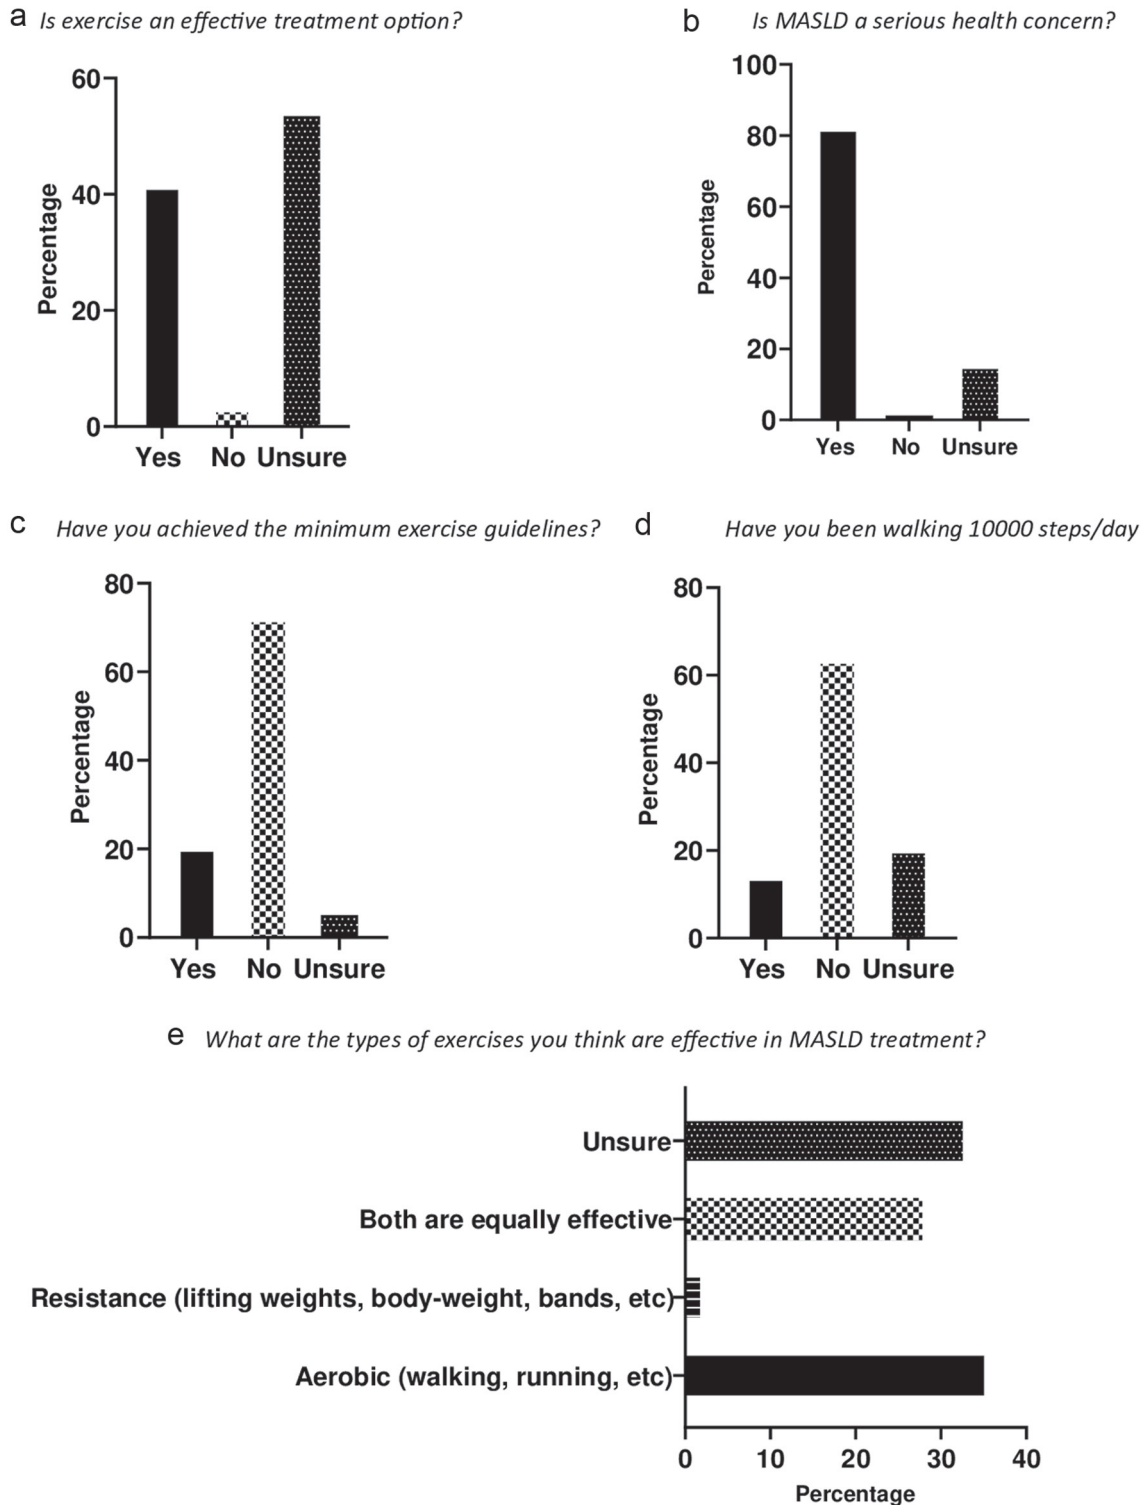 a Is exercise an effective treatment option?
60
40
20
0
Percentage
Yes No Unsure
b Is MASLD a serious health concern?
100
80
60
40
20
0
Percentage
Yes No Unsure
c Have you achieved the minimum exercise guidelines?
80
60
40
20
0
Percentage
Yes No Unsure
d Have you been walking 10000 steps/day
80
60
40
20
0
Percentage
Yes No Unsure
e What are the types of exercises you think are effective in MASLD treatment?
Unsure
Both are equally effective
Resistance (lifting weights, body-weight, bands, etc)
Aerobic (walking, running, etc)
0 10 20 30 40
Percentage